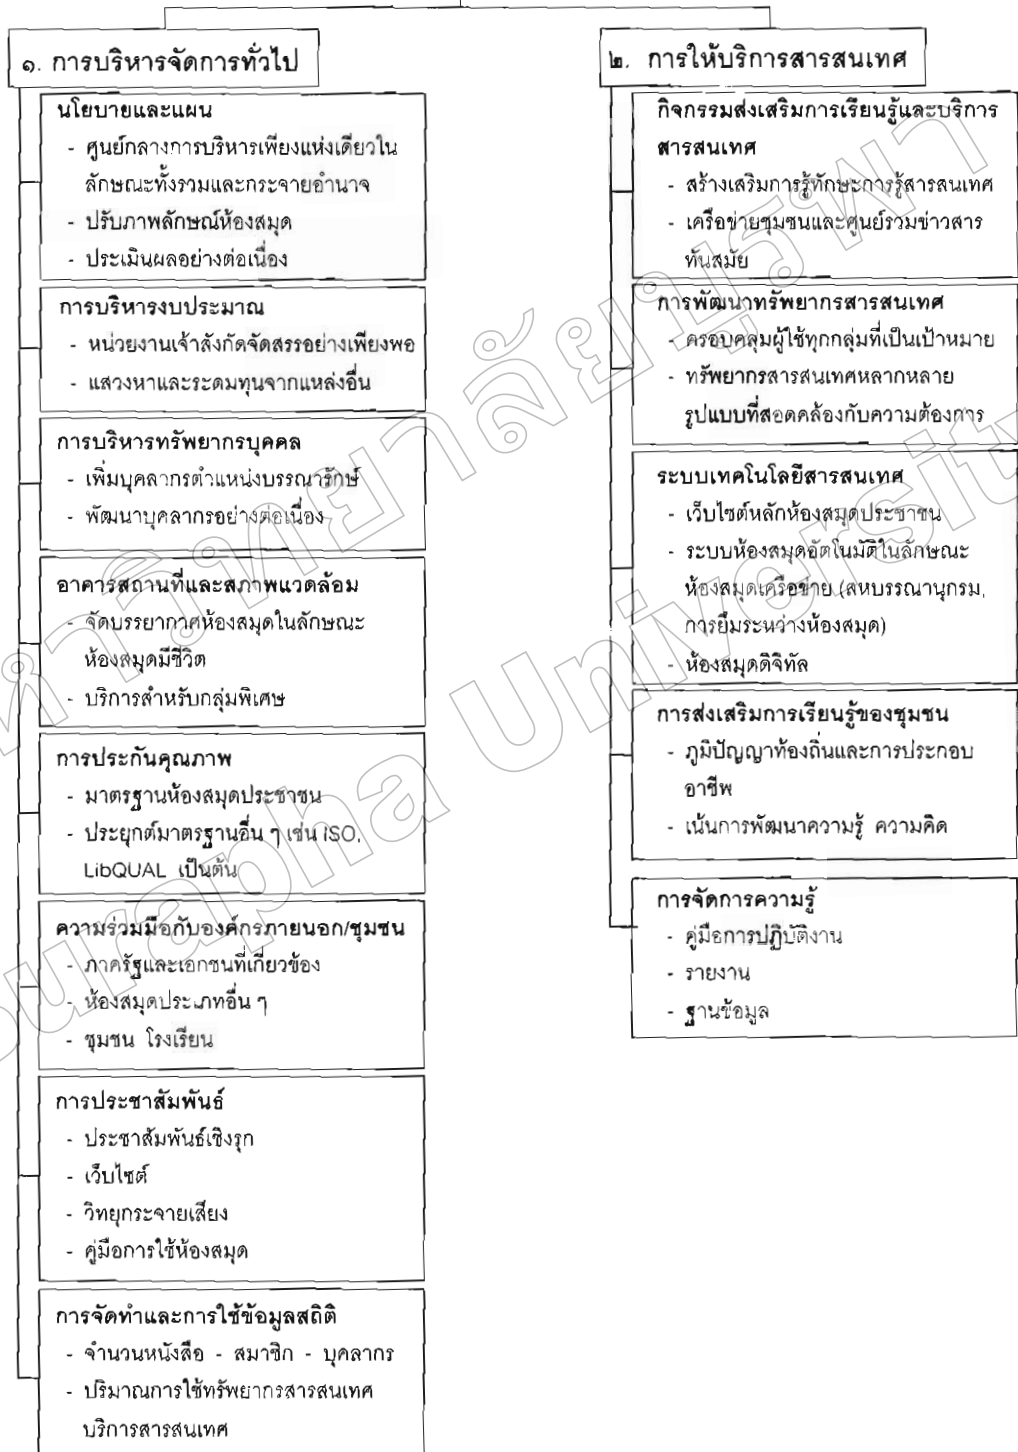 ๑. การบริหารจัดการทั่วไป
นโยบายและแผน
- ศูนย์กลางการบริหารเพียงแห่งเดียวใน
ลักษณะทั้งรวมและกระจายอำนาจ
- ปรับภาพลักษณ์ห้องสมุด
- ประเมินผลอย่างต่อเนื่อง
การบริหารงบประมาณ
- หน่วยงานเจ้าสังกัดจัดสรรอย่างเพียงพอ
- แสวงหาและระดมทุนจากแหล่งอื่น
การบริหารทรัพยากรบุคคล
- เพิ่มบุคลากรตำแหน่งบรรณารักษ์
- พัฒนาบุคลากรอย่างต่อเนื่อง
อาคารสถานที่และสภาพแวดล้อม
- จัดบรรยากาศห้องสมุดในลักษณะ
ห้องสมุดมีชีวิต
- บริการสำหรับกลุ่มพิเศษ
การประกันคุณภาพ
- มาตรฐานห้องสมุดประชาชน
- ประยุกต์มาตรฐานอื่น ๆ เช่น ISO,
LibQUAL เป็นต้น
ความร่วมมือกับองค์กรภายนอก/ชุมชน
- ภาครัฐและเอกชนที่เกี่ยวข้อง
- ห้องสมุดประเภทอื่น ๆ
- ชุมชน โรงเรียน
การประชาสัมพันธ์
- ประชาสัมพันธ์เชิงรุก
- เว็บไซต์
- วิทยุกระจายเสียง
- คู่มือการใช้ห้องสมุด
การจัดทำและการใช้ข้อมูลสถิติ
- จำนวนหนังสือ - สมาชิก - บุคลากร
- ปริมาณการใช้ทรัพยากรสารสนเทศ
บริการสารสนเทศ
๒. การให้บริการสารสนเทศ
กิจกรรมส่งเสริมการเรียนรู้และบริการ
สารสนเทศ
- สร้างเสริมการรู้ทักษะการรู้สารสนเทศ
- เครือข่ายชุมชนและศูนย์รวมข่าวสาร
ทันสมัย
การพัฒนาทรัพยากรสารสนเทศ
- ครอบคลุมผู้ใช้ทุกกลุ่มที่เป็นเป้าหมาย
- ทรัพยากรสารสนเทศหลากหลาย
รูปแบบที่สอดคล้องกับความต้องการ
ระบบเทคโนโลยีสารสนเทศ
- เว็บไซต์หลักห้องสมุดประชาชน
- ระบบห้องสมุดอัตโนมัติในลักษณะ
ห้องสมุดเครือข่าย (สหบรรณานุกรม,
การยืมระหว่างห้องสมุด)
- ห้องสมุดดิจิทัล
การส่งเสริมการเรียนรู้ของชุมชน
- ภูมิปัญญาท้องถิ่นและการประกอบ
อาชีพ
- เน้นการพัฒนาความรู้ ความคิด
การจัดการความรู้
- คู่มือการปฏิบัติงาน
- รายงาน
- ฐานข้อมูล